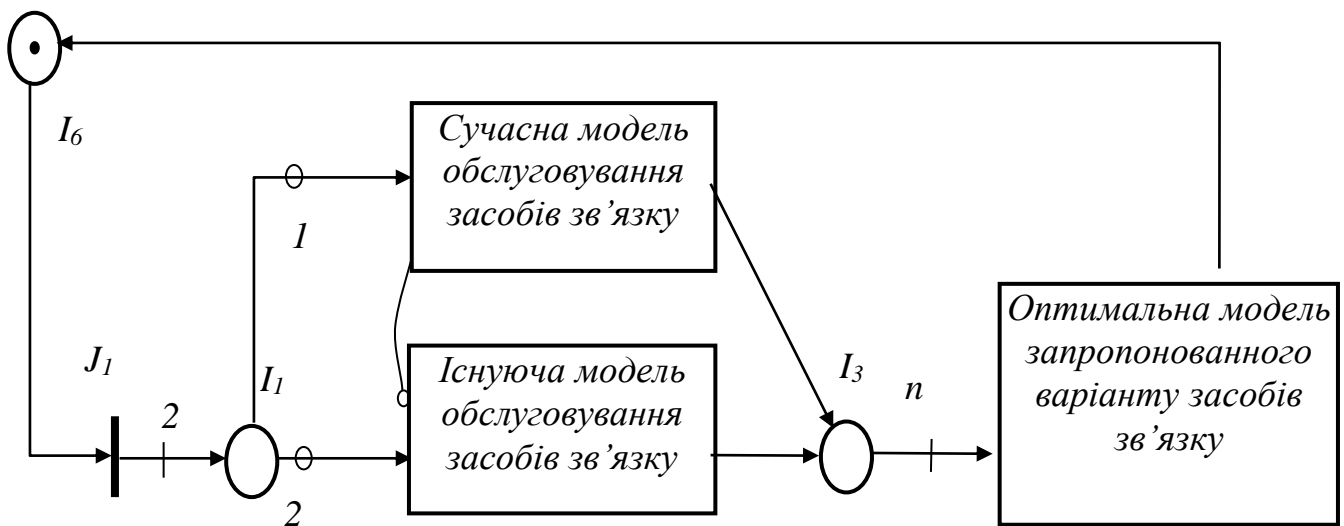 I6
Сучасна модель
обслуговування
засобів зв’язку
1
J1
2
I1
2
Існуюча модель
обслуговування
засобів зв’язку
I3
n
Оптимальна модель
запропонованного
варіанту засобів
зв’язку